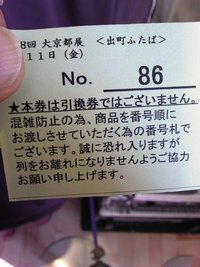 8回 大京都展 <出町ふたば>
11日(金)
No. 86
★本券は引換券ではございません。
混雑防止の為、商品を番号順に
お渡しさせていただく為の番号札で
ございます。誠に恐れ入りますが
列をお離れになりませんようご協力
お願い申し上げます。